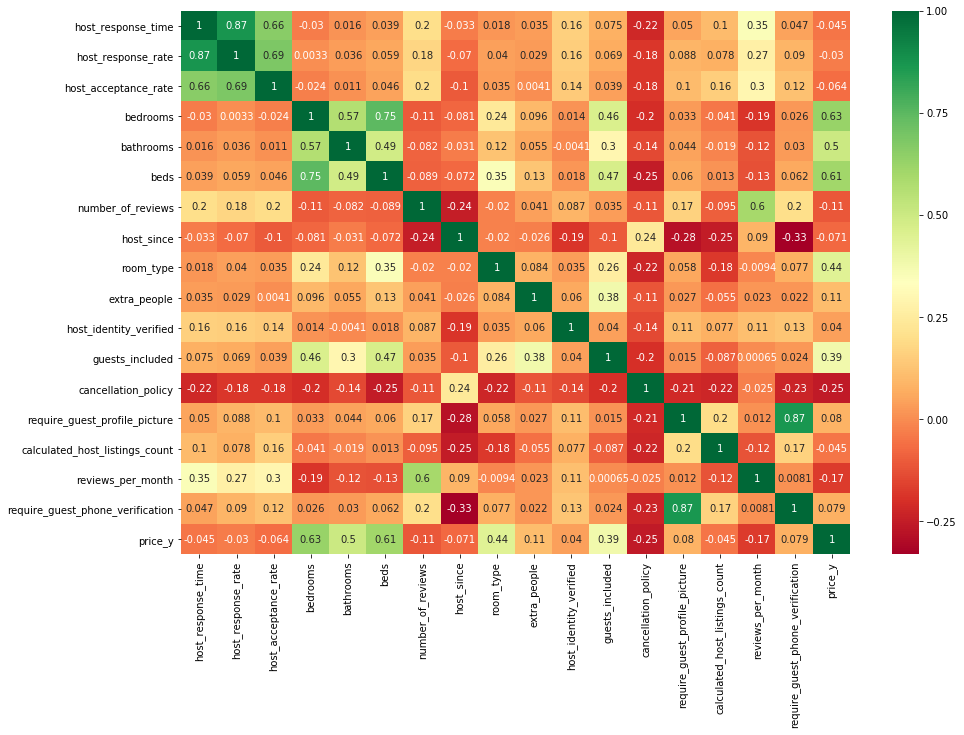 host_response_time 1 0.87 0.66 -0.03 0.016 0.039 0.2 -0.033 0.018 0.035 0.16 0.075 -0.22 0.05 0.1 0.35 0.047 -0.045
host_response_rate 0.87 1 0.69 0.0033 0.036 0.059 0.18 -0.07 0.04 0.029 0.16 0.069 -0.18 0.088 0.078 0.27 0.09 -0.03
host_acceptance_rate 0.66 0.69 1 -0.024 0.011 0.046 0.2 -0.1 0.035 0.0041 0.14 0.039 -0.18 0.1 0.16 0.3 0.12 -0.064
bedrooms -0.03 0.0033 -0.024 1 0.57 0.75 -0.11 -0.081 0.24 0.096 0.014 0.46 -0.2 0.033 -0.041 -0.19 0.026 0.63
bathrooms 0.016 0.036 0.011 0.57 1 0.49 -0.082 -0.031 0.12 0.055 -0.0041 0.3 -0.14 0.044 -0.019 -0.12 0.03 0.5
beds 0.039 0.059 0.046 0.75 0.49 1 -0.089 -0.072 0.35 0.13 0.018 0.47 -0.25 0.06 0.013 -0.13 0.062 0.61
number_of_reviews 0.2 0.18 0.2 -0.11 -0.082 -0.089 1 -0.24 -0.02 0.041 0.087 0.035 -0.11 0.17 -0.095 0.6 0.2 -0.11
host_since -0.033 -0.07 -0.1 -0.081 -0.031 -0.072 -0.24 1 -0.02 -0.026 -0.19 -0.1 0.24 -0.28 -0.25 0.09 -0.33 -0.071
room_type 0.018 0.04 0.035 0.24 0.12 0.35 -0.02 -0.02 1 0.084 0.035 0.26 -0.22 0.058 -0.18 -0.0094 0.077 0.44
extra_people 0.035 0.029 0.0041 0.096 0.055 0.13 0.041 -0.026 0.084 1 0.06 0.38 -0.11 0.027 -0.055 0.023 0.022 0.11
host_identity_verified 0.16 0.16 0.14 0.014 -0.0041 0.018 0.087 -0.19 0.035 0.06 1 0.04 -0.14 0.11 0.077 0.11 0.13 0.04
guests_included 0.075 0.069 0.039 0.46 0.3 0.47 0.035 -0.1 0.26 0.38 0.04 1 -0.2 0.015 -0.087 0.00065 0.024 0.39
cancellation_policy -0.22 -0.18 -0.18 -0.2 -0.14 -0.25 -0.11 0.24 -0.22 -0.11 -0.14 -0.2 1 -0.21 -0.22 -0.025 -0.23 -0.25
require_guest_profile_picture 0.05 0.088 0.1 0.033 0.044 0.06 0.17 -0.28 0.058 0.027 0.11 0.015 -0.21 1 0.2 0.012 0.87 0.08
calculated_host_listings_count 0.1 0.078 0.16 -0.041 -0.019 0.013 -0.095 -0.25 -0.18 -0.055 0.077 -0.087 -0.22 0.2 1 -0.12 0.17 -0.045
reviews_per_month 0.35 0.27 0.3 -0.19 -0.12 -0.13 0.6 0.09 -0.0094 0.023 0.11 0.00065 -0.025 0.012 -0.12 1 0.0081 -0.17
require_guest_phone_verification 0.047 0.09 0.12 0.026 0.03 0.062 0.2 -0.33 0.077 0.022 0.13 0.024 -0.23 0.87 0.17 0.0081 1 0.079
price_y -0.045 -0.03 -0.064 0.63 0.5 0.61 -0.11 -0.071 0.44 0.11 0.04 0.39 -0.25 0.08 -0.045 -0.17 0.079 1
host_response_time
host_response_rate
host_acceptance_rate
bedrooms
bathrooms
beds
number_of_reviews
host_since
room_type
extra_people
host_identity_verified
guests_included
cancellation_policy
require_guest_profile_picture
calculated_host_listings_count
reviews_per_month
require_guest_phone_verification
price_y
1.00
0.75
0.50
0.25
0.00
-0.25